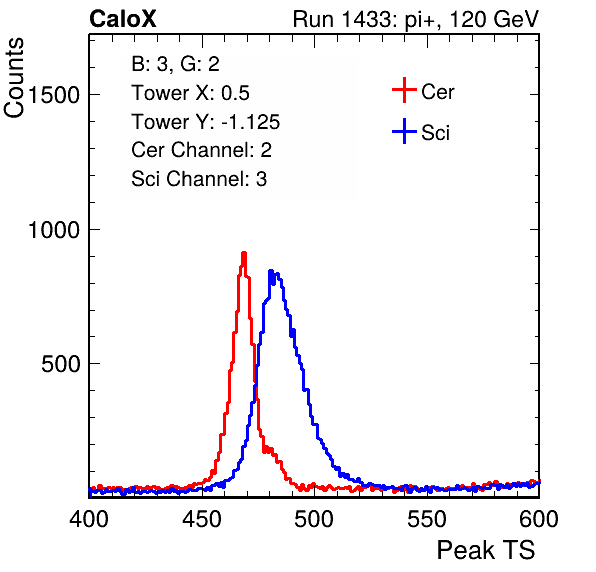 CaloX Run 1433: pi+, 120 GeV
Counts
B: 3, G: 2
Tower X: 0.5
Tower Y: -1.125
Cer Channel: 2
Sci Channel: 3
Cer
Sci
1500
1000
500
400 450 500 550 600
Peak TS